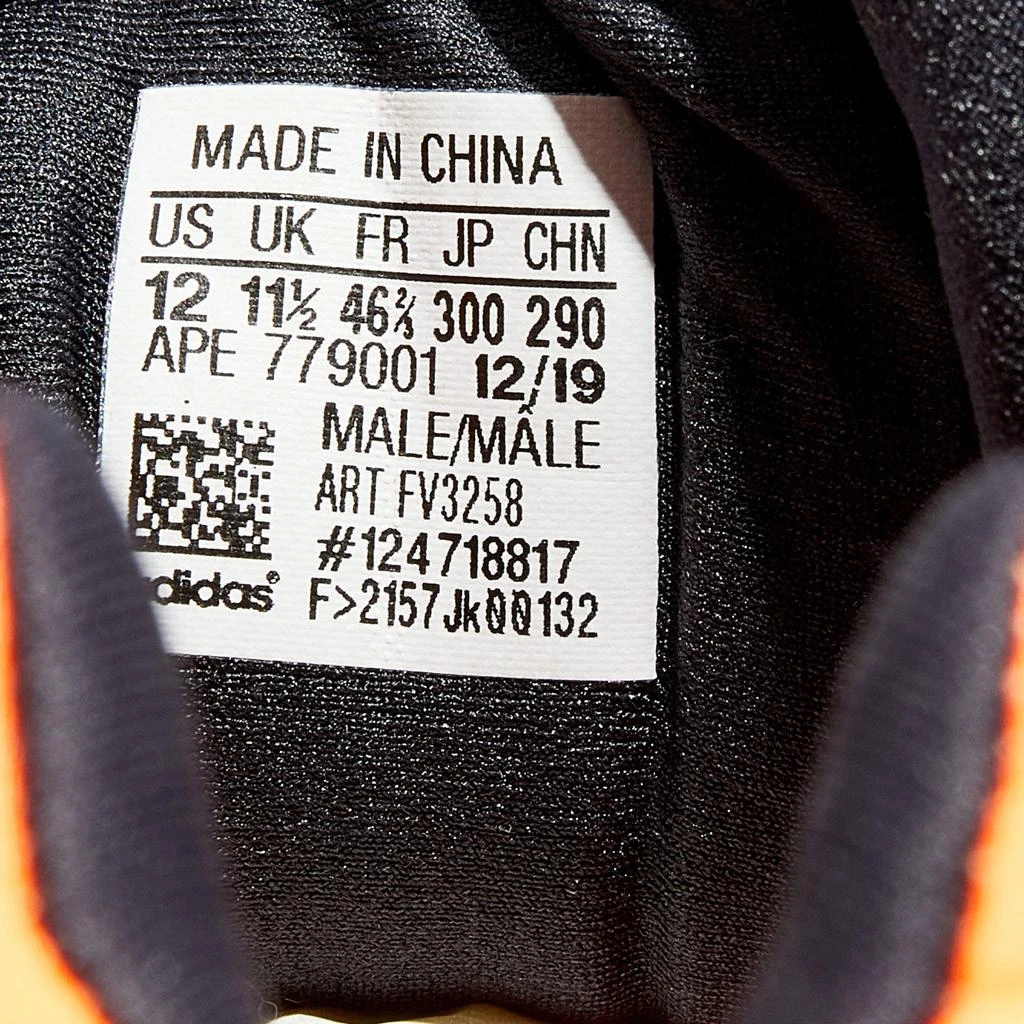 MADE IN CHINA
US UK FR JP CHN
12 11½ 46⅔ 300 290
APE 779001 12/19
MALE/MÂLE
ART FV3258
#124718817
adidas® F>2157Jk00132